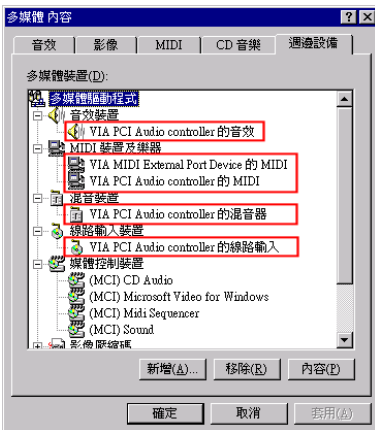 多媒體 內容
音效
影像
MIDI
CD 音樂
週邊設備
多媒體裝置(D):
多媒體驅動程式
音效裝置
VIA PCI Audio controller 的音效
MIDI 裝置及樂器
VIA MIDI External Port Device 的 MIDI
VIA PCI Audio controller 的 MIDI
混音裝置
VIA PCI Audio controller 的混音器
線路輸入裝置
VIA PCI Audio controller 的線路輸入
媒體控制裝置
(MCI) CD Audio
(MCI) Microsoft Video for Windows
(MCI) Midi Sequencer
(MCI) Sound
影像壓縮碼
新增(A)...
移除(R)
內容(P)
確定
取消
套用(A)